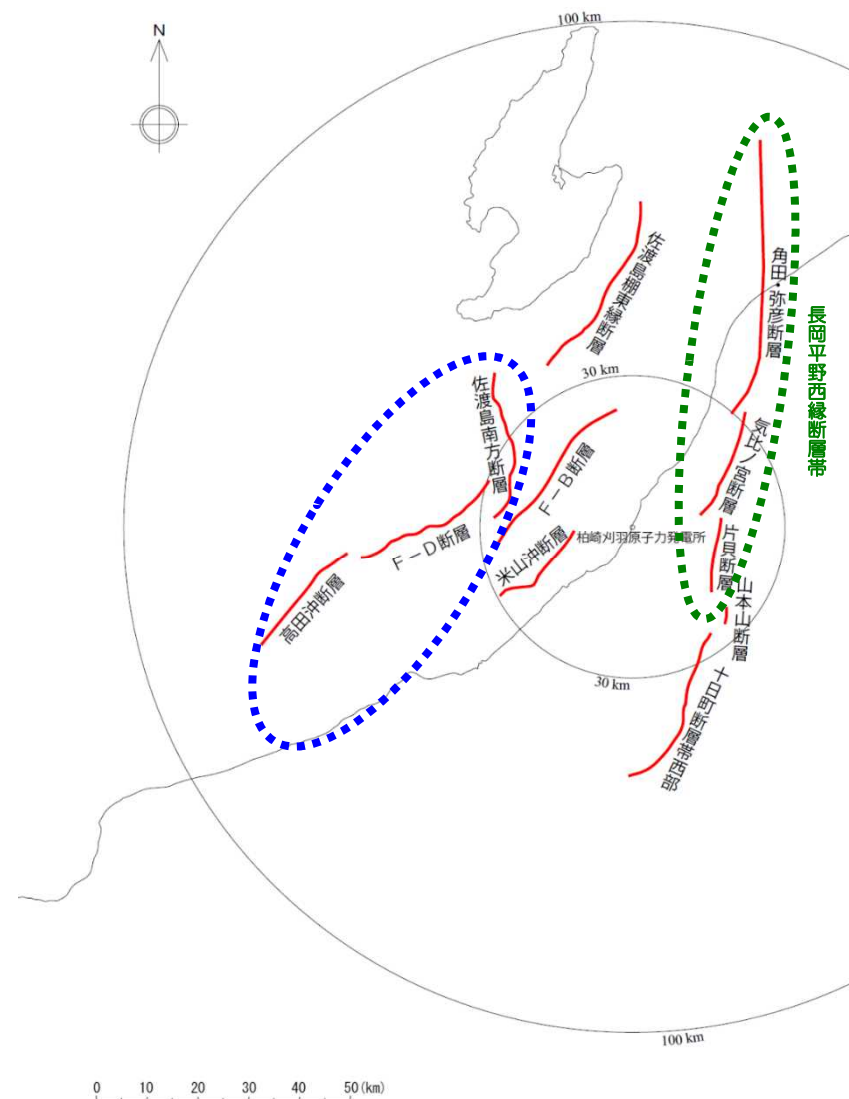 100 km
N
佐渡島棚東縁断層
角田・弥彦断層
長岡平野西縁断層帯
30 km
佐渡島南方断層
気比ノ宮断層
F－B断層
F－D断層
柏崎刈羽原子力発電所
片貝断層
米山沖断層
山本山断層
高田沖断層
30 km
十日町断層帯西部
100 km
0 10 20 30 40 50(km)